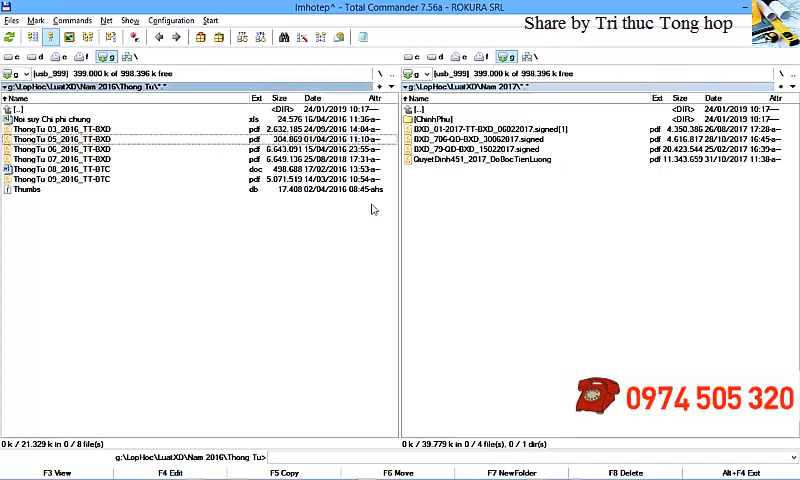 Imhotep^ - Total Commander 7.56a - ROKURA SRL
Files Mark Commands Net Show Configuration Start
Share by Tri thuc Tong hop
c d e f g \
c d c e f g \
g [usb_999] 399.000 k of 998.396 k free \ ..
g [usb_999] 399.000 k of 998.396 k free \ ..
g:\LopHoc\LuatXD\Nam 2016\Thong Tu\*.*
g:\LopHoc\LuatXD\Nam 2017\*.*
Name Ext Size Date Attr
[..] <DIR> 24/01/2019 10:17----
Noi suy Chi phi chung xls 24.576 16/04/2016 11:36-a--
ThongTu 03_2016_TT-BXD pdf 2.632.185 24/09/2016 14:04-a--
ThongTu 05_2016_TT-BXD pdf 304.869 01/04/2016 11:10-a--
ThongTu 06_2016_TT-BXD pdf 6.643.091 15/04/2016 23:55-a--
ThongTu 07_2016_TT-BXD pdf 6.649.136 25/08/2017 18:31-a--
ThongTu 08_2016_TT-BTC doc 498.688 17/02/2016 13:53-a--
ThongTu 09_2016_TT-BTC pdf 5.071.519 14/03/2016 10:54-a--
Thumbs db 17.408 02/04/2016 08:45-ahs
Name Ext Size Date Attr
[..] <DIR> 24/01/2019 10:17----
[ChinhPhu] <DIR> 24/01/2019 10:17----
BXD_01-2017-TT-BXD_06022017.signed[1] pdf 4.350.386 26/08/2017 17:28-a--
BXD_706-QD-BXD_30062017.signed pdf 4.616.817 28/10/2017 16:45-a--
BXD_79-QD-BXD_15022017.signed pdf 20.423.544 25/02/2017 16:39-a--
QuyetDinh451_2017_DoBocTienLuong pdf 11.343.659 31/10/2017 11:38-a--
0974 505 320
0 k / 21.329 k in 0 / 8 file(s)
0 k / 39.779 k in 0 / 4 file(s), 0 / 1 dir(s)
g:\LopHoc\LuatXD\Nam 2016\Thong Tu>
F3 View F4 Edit F5 Copy F6 Move F7 NewFolder F8 Delete Alt+F4 Exit